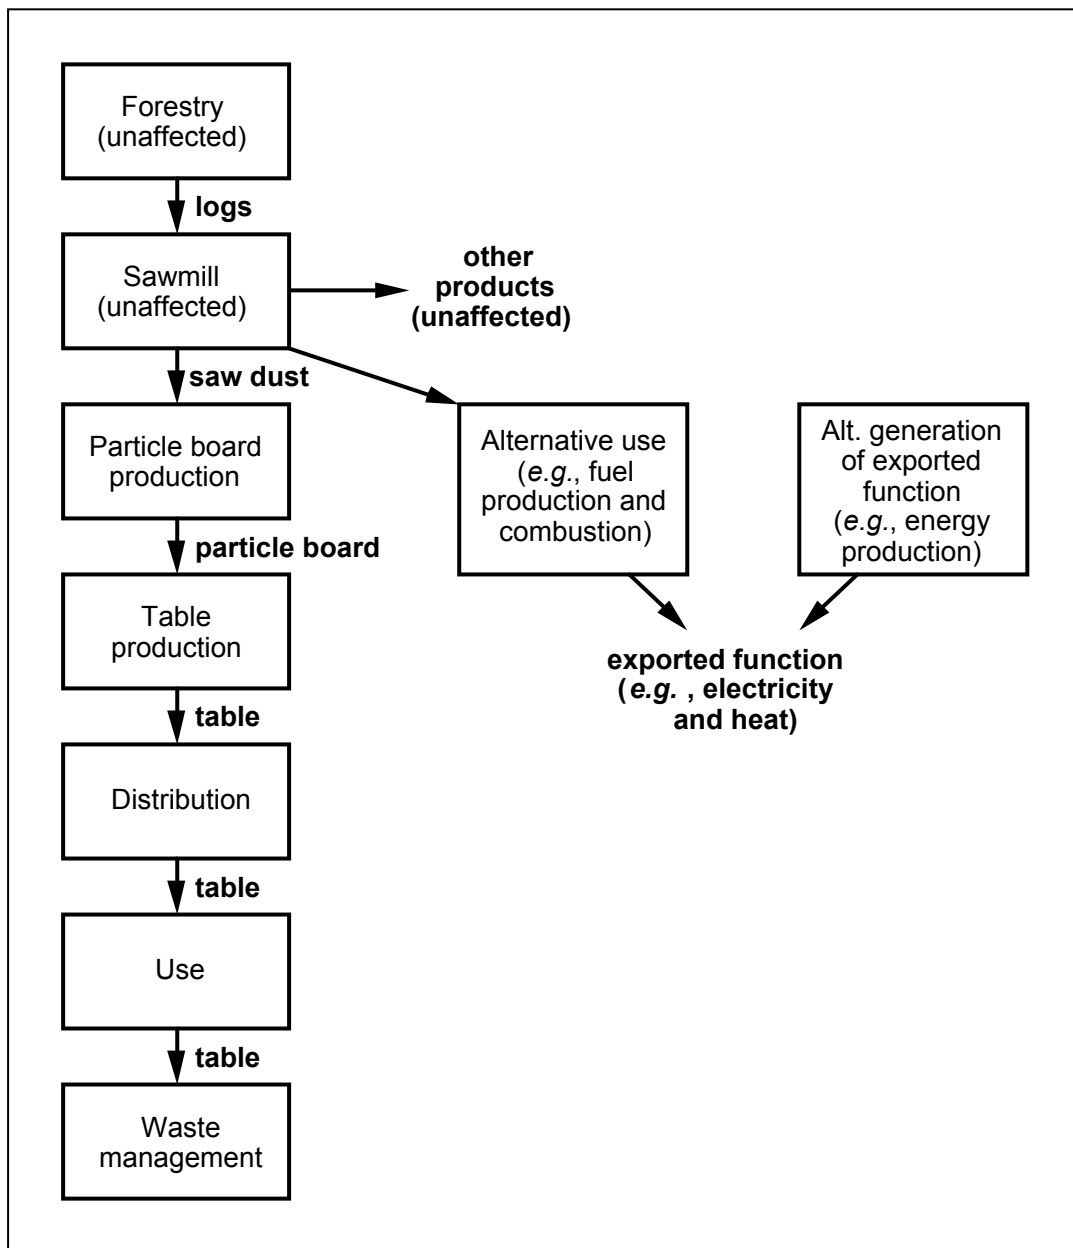 Forestry
(unaffected)
logs
Sawmill
(unaffected)
other
products
(unaffected)
saw dust
Particle board
production
Alternative use
(e.g., fuel
production and
combustion)
Alt. generation
of exported
function
(e.g., energy
production)
particle board
Table
production
exported function
(e.g. , electricity
and heat)
table
Distribution
table
Use
table
Waste
management